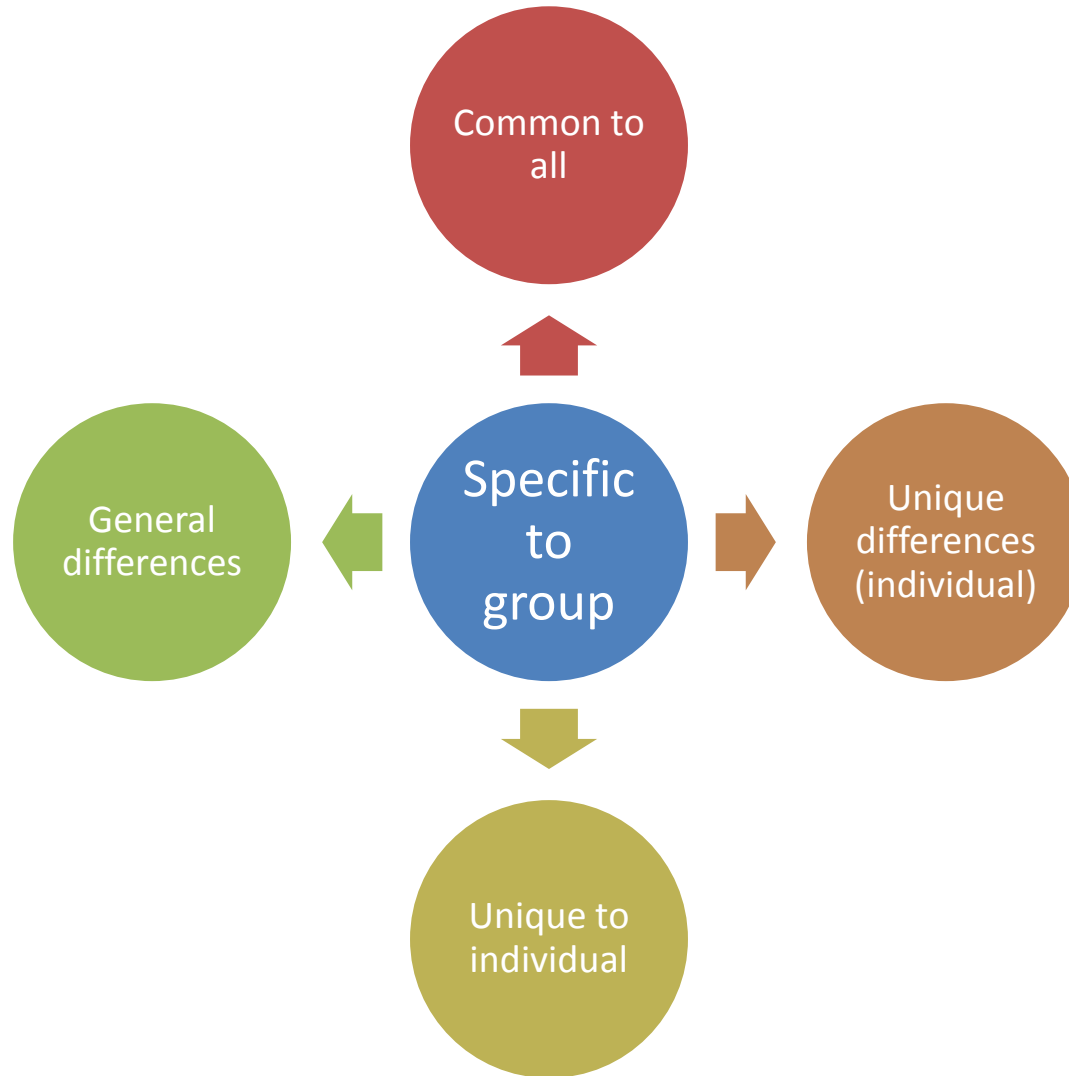 Common to
all
General
differences
Specific
to
group
Unique
differences
(individual)
Unique to
individual